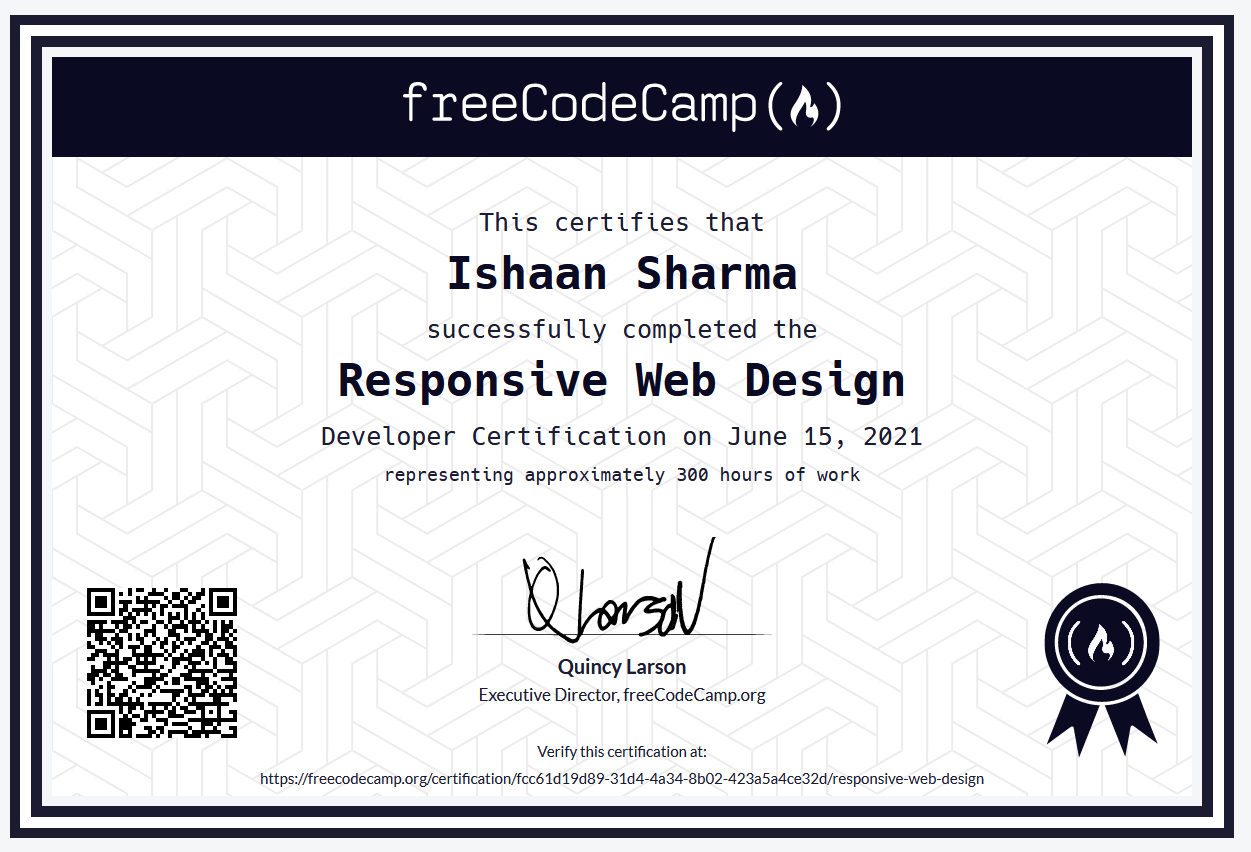 freeCodeCamp
This certifies that
Ishaan Sharma
successfully completed the
Responsive Web Design
Developer Certification on June 15, 2021
representing approximately 300 hours of work
QLarson
Quincy Larson
Executive Director, freeCodeCamp.org
Verify this certification at:
https://freecodecamp.org/certification/fcc61d19d89-31d4-4a34-8b02-423a5a4ce32d/responsive-web-design